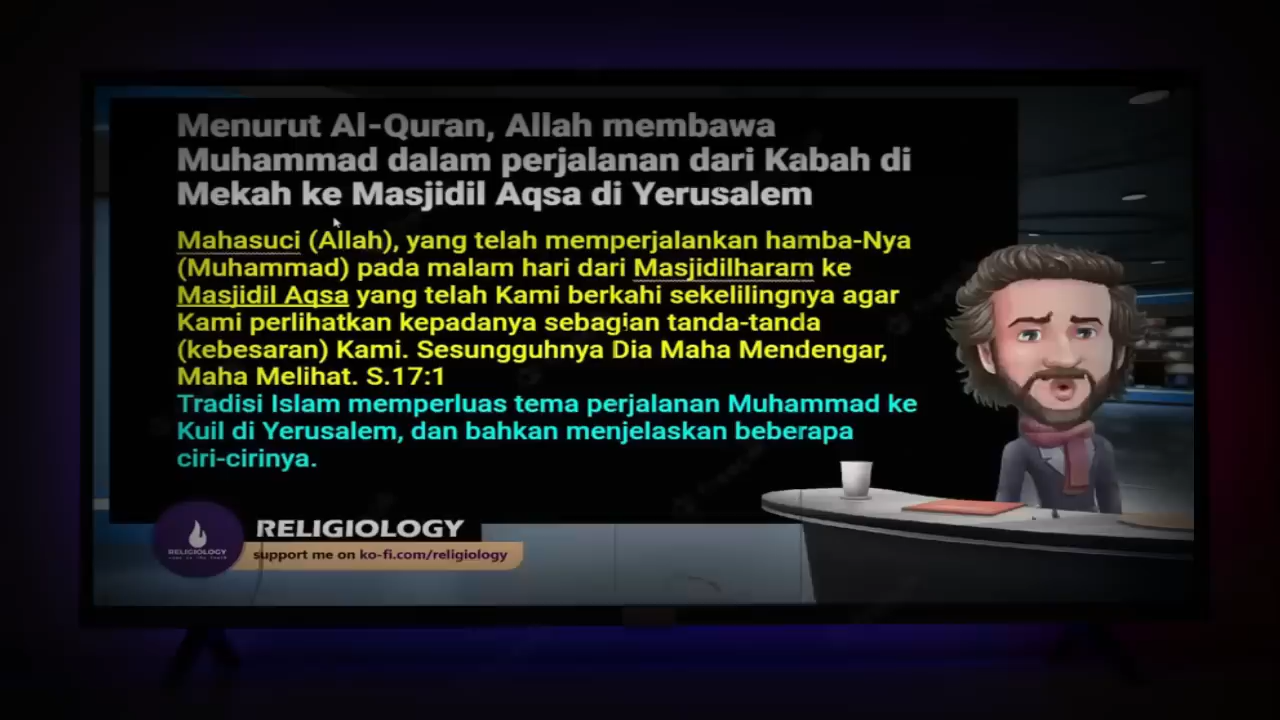 Menurut Al-Quran, Allah membawa
Muhammad dalam perjalanan dari Kabah di
Mekah ke Masjidil Aqsa di Yerusalem
Mahasuci (Allah), yang telah memperjalankan hamba-Nya
(Muhammad) pada malam hari dari Masjidilharam ke
Masjidil Aqsa yang telah Kami berkahi sekelilingnya agar
Kami perlihatkan kepadanya sebagian tanda-tanda
(kebesaran) Kami. Sesungguhnya Dia Maha Mendengar,
Maha Melihat. S.17:1
Tradisi Islam memperluas tema perjalanan Muhammad ke
Kuil di Yerusalem, dan bahkan menjelaskan beberapa
ciri-cirinya.
RELIGIOLOGY
support me on ko-fi.com/religiology
RELIGIOLOGY